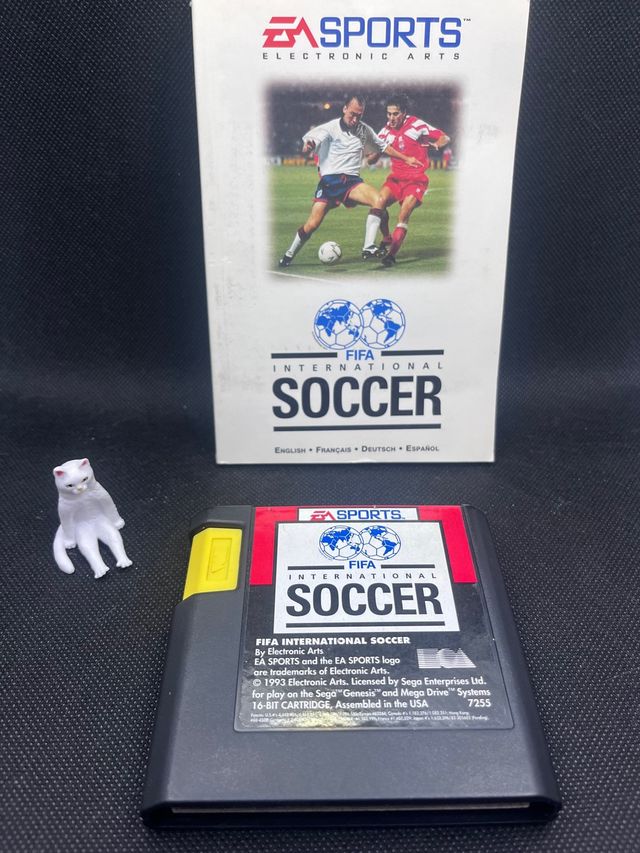 EA SPORTS™
ELECTRONIC ARTS
FIFA
INTERNATIONAL
SOCCER
ENGLISH • FRANÇAIS • DEUTSCH • ESPAÑOL
EA SPORTS™
FIFA
INTERNATIONAL
SOCCER
FIFA INTERNATIONAL SOCCER
By Electronic Arts
EA SPORTS and the EA SPORTS logo
are trademarks of Electronic Arts.
© 1993 Electronic Arts. Licensed by Sega Enterprises Ltd.
for play on the Sega™ Genesis™ and Mega Drive™ Systems
16-BIT CARTRIDGE, Assembled in the USA 7255